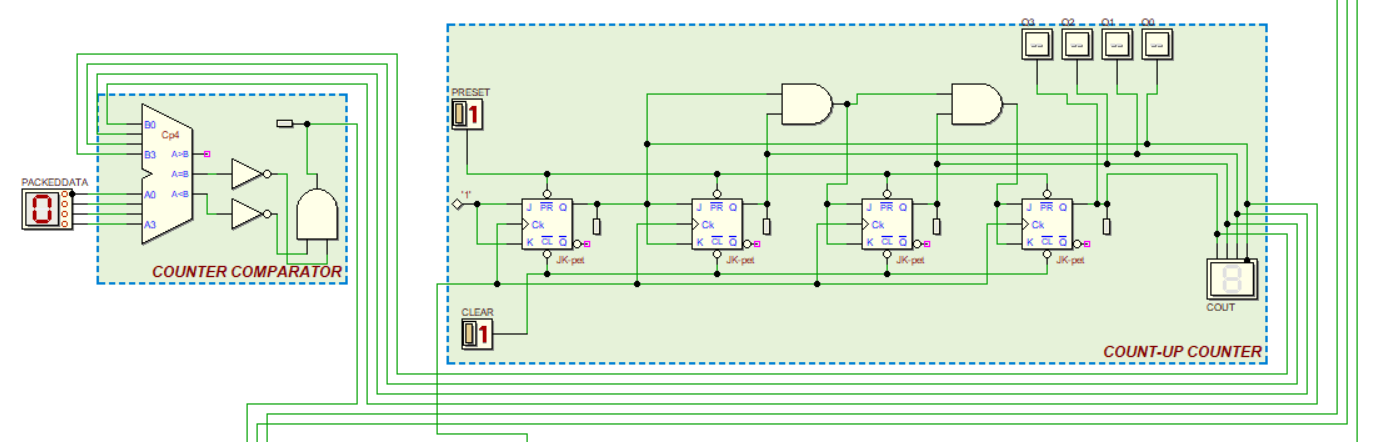 Q3 Q2 Q1 Q0
-- -- -- --
PRESET
1
B0
Cp4
B3 A>B
PACKEDDATA
A=B
0
A0 A<B
A3
COUNTER COMPARATOR
"1"
J PR Q
Ck
K CL Q
JK-pet
J PR Q
Ck
K CL Q
JK-pet
J PR Q
Ck
K CL Q
JK-pet
J PR Q
Ck
K CL Q
JK-pet
CLEAR
1
COUT
COUNT-UP COUNTER